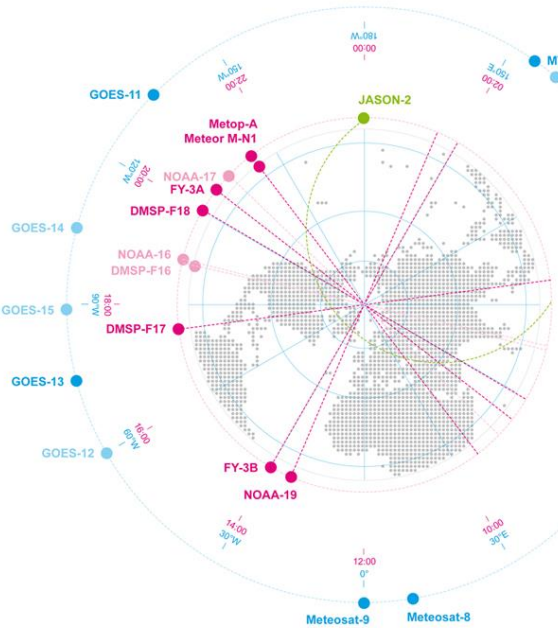 180°W
00:00
150°W
22:00
150°E
02:00
M
GOES-11
JASON-2
Metop-A
Meteor M-N1
NOAA-17
FY-3A
DMSP-F18
120°W
20:00
GOES-14
NOAA-16
DMSP-F16
GOES-15
90°W
18:00
DMSP-F17
GOES-13
16:00
60°W
GOES-12
FY-3B
NOAA-19
14:00
30°W
10:00
30°E
12:00
0°
Meteosat-9
Meteosat-8